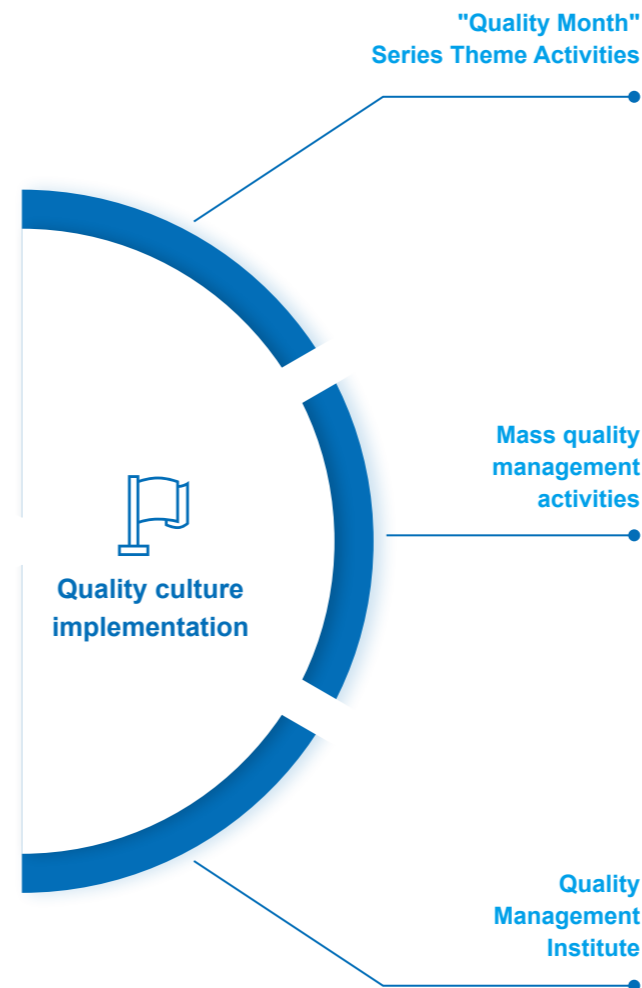 "Quality Month"
Series Theme Activities
Mass quality
management
activities
Quality culture
implementation
Quality
Management
Institute